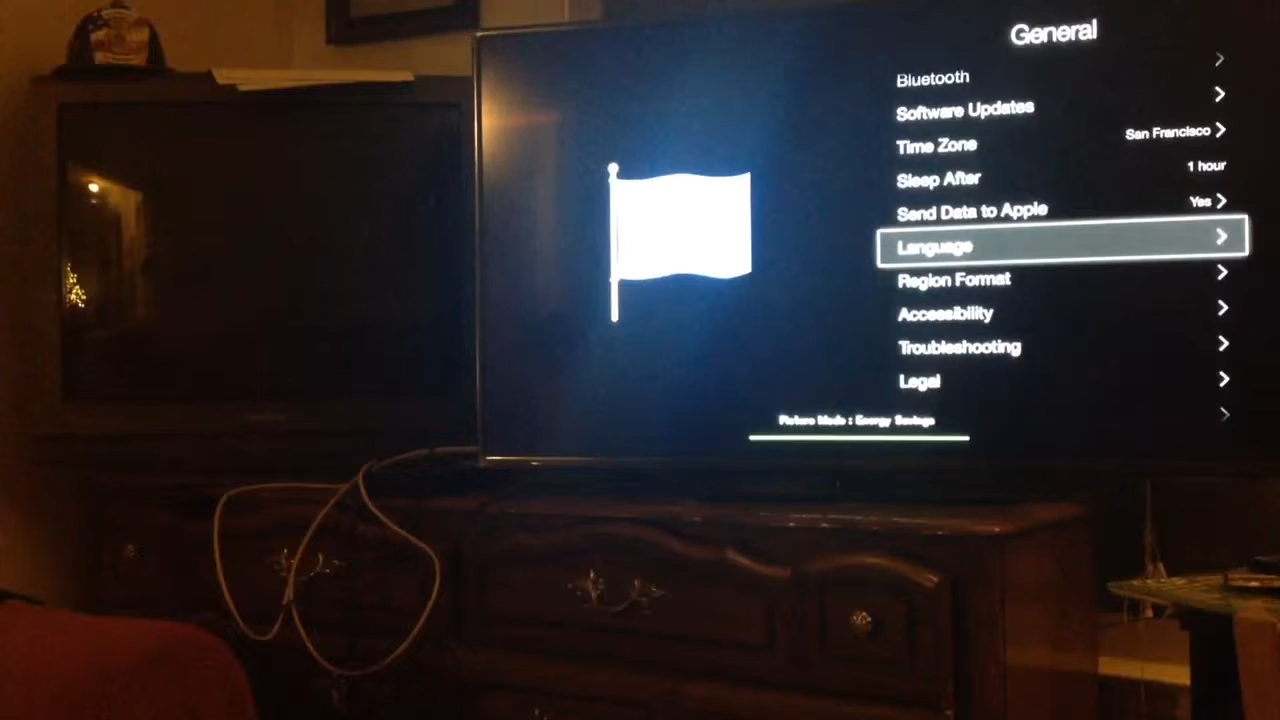 General
Bluetooth
Software Updates
Time Zone San Francisco
Sleep After 1 hour
Send Data to Apple Yes
Language
Region Format
Accessibility
Troubleshooting
Legal
Picture Mode : Energy Savings